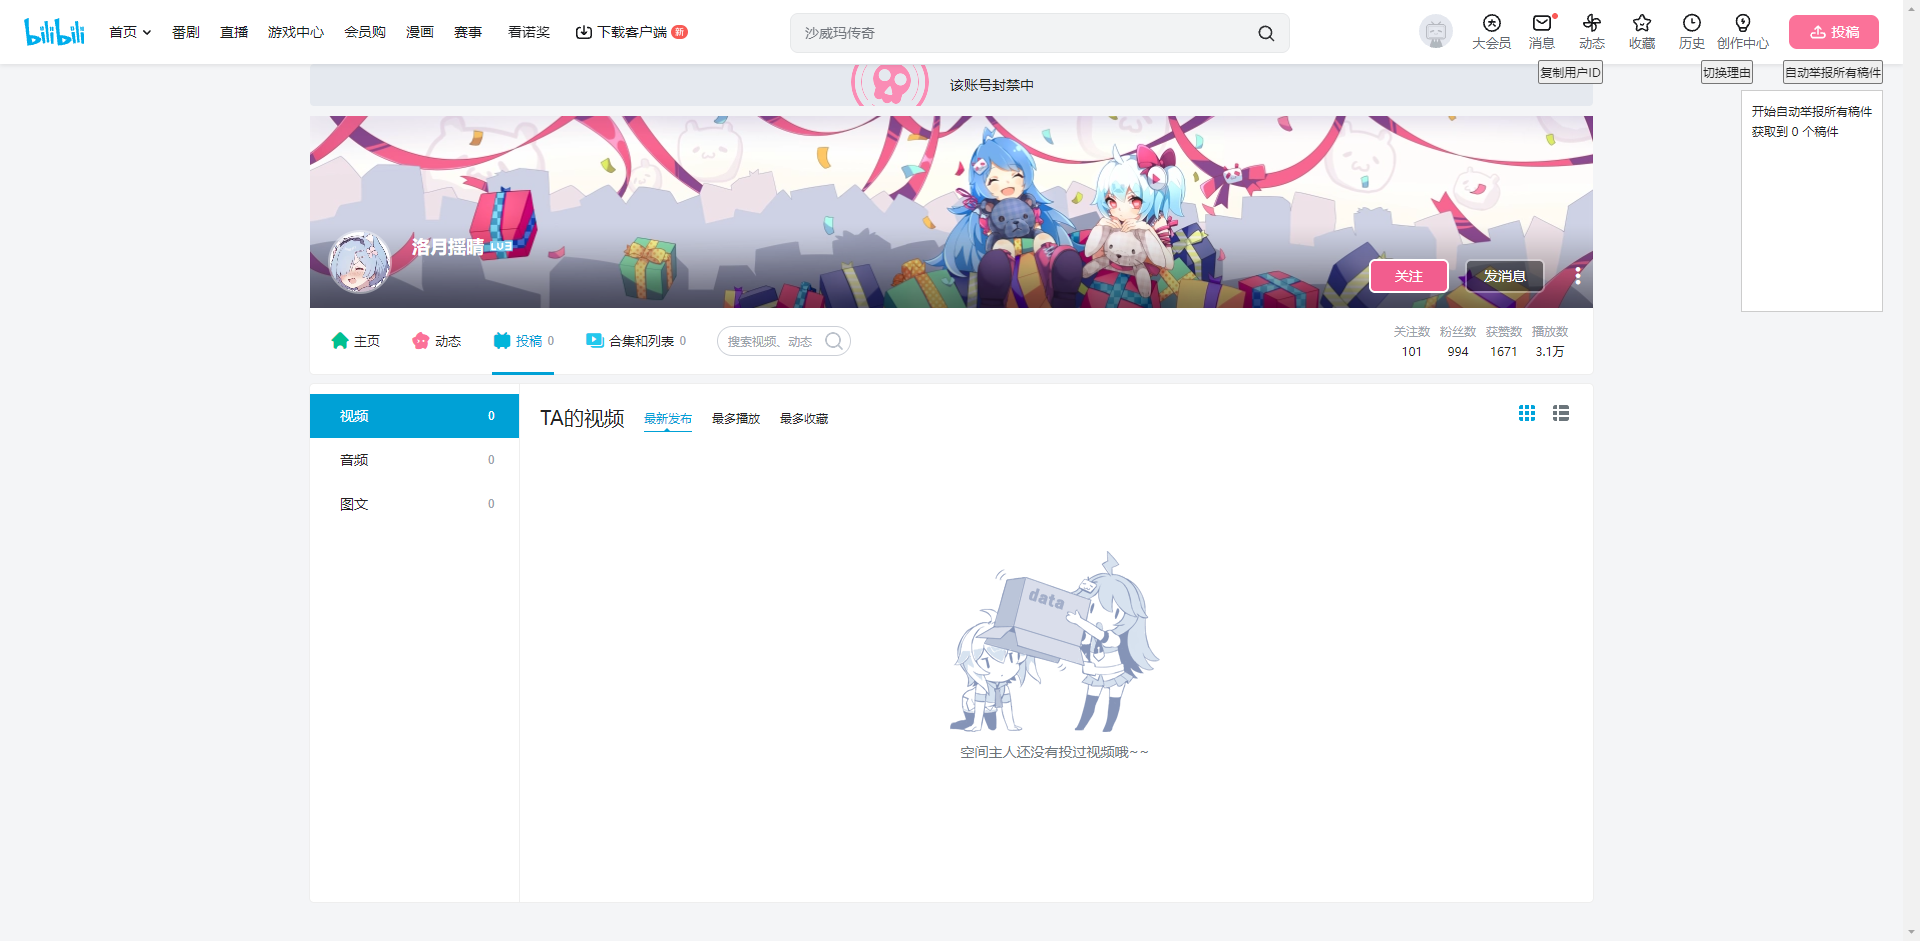 bilibili
首页
番剧
直播
游戏中心
会员购
漫画
赛事
看诺奖
下载客户端
新
沙威玛传奇
大会员
消息
动态
收藏
历史
创作中心
投稿
复制用户ID
切换理由
自动举报所有稿件
该账号封禁中
开始自动举报所有稿件
获取到 0 个稿件
洛月摇晴 LV3
关注
发消息
主页
动态
投稿 0
合集和列表 0
搜索视频、动态
关注数 粉丝数 获赞数 播放数
101 994 1671 3.1万
视频 0
音频 0
图文 0
TA的视频
最新发布
最多播放
最多收藏
data
空间主人还没有投过视频哦~~